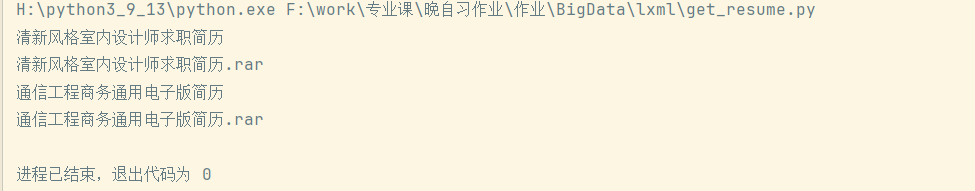 H:\python3_9_13\python.exe F:\work\专业课\晚自习作业\作业\BigData\lxml\get_resume.py
清新风格室内设计师求职简历
清新风格室内设计师求职简历.rar
通信工程商务通用电子版简历
通信工程商务通用电子版简历.rar
进程已结束，退出代码为 0